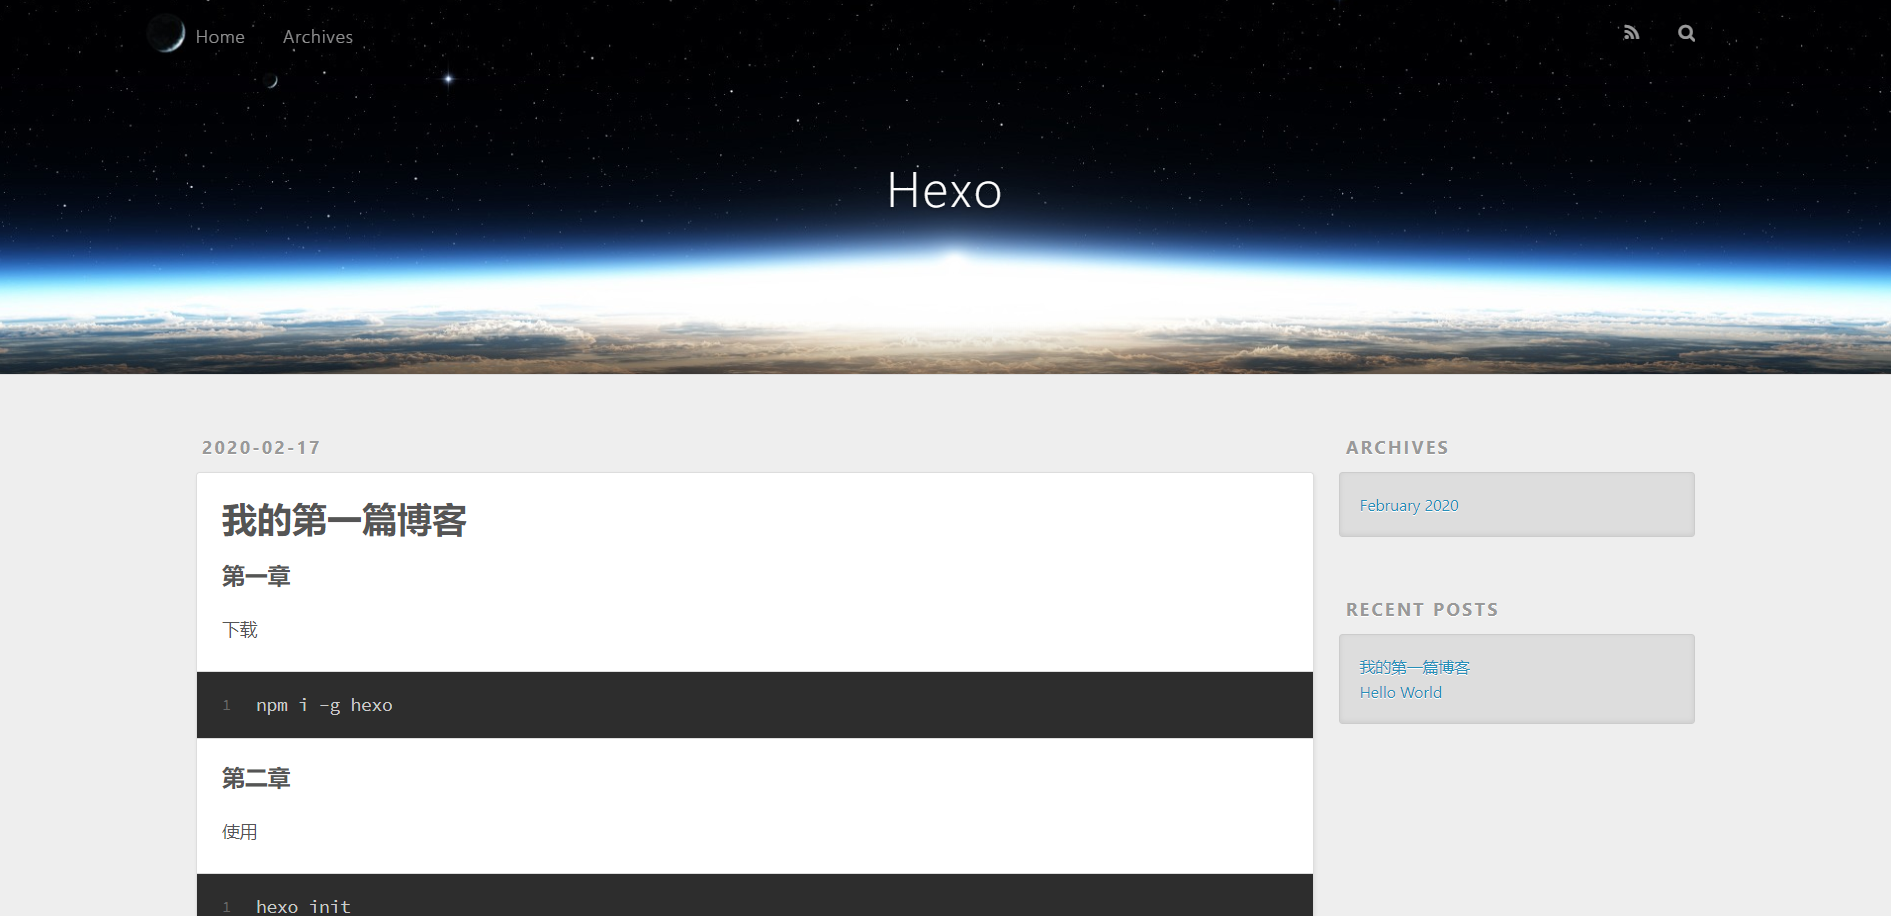 Home Archives
Hexo
2020-02-17
我的第一篇博客
第一章
下载
1 npm i -g hexo
第二章
使用
1 hexo init
ARCHIVES
February 2020
RECENT POSTS
我的第一篇博客
Hello World